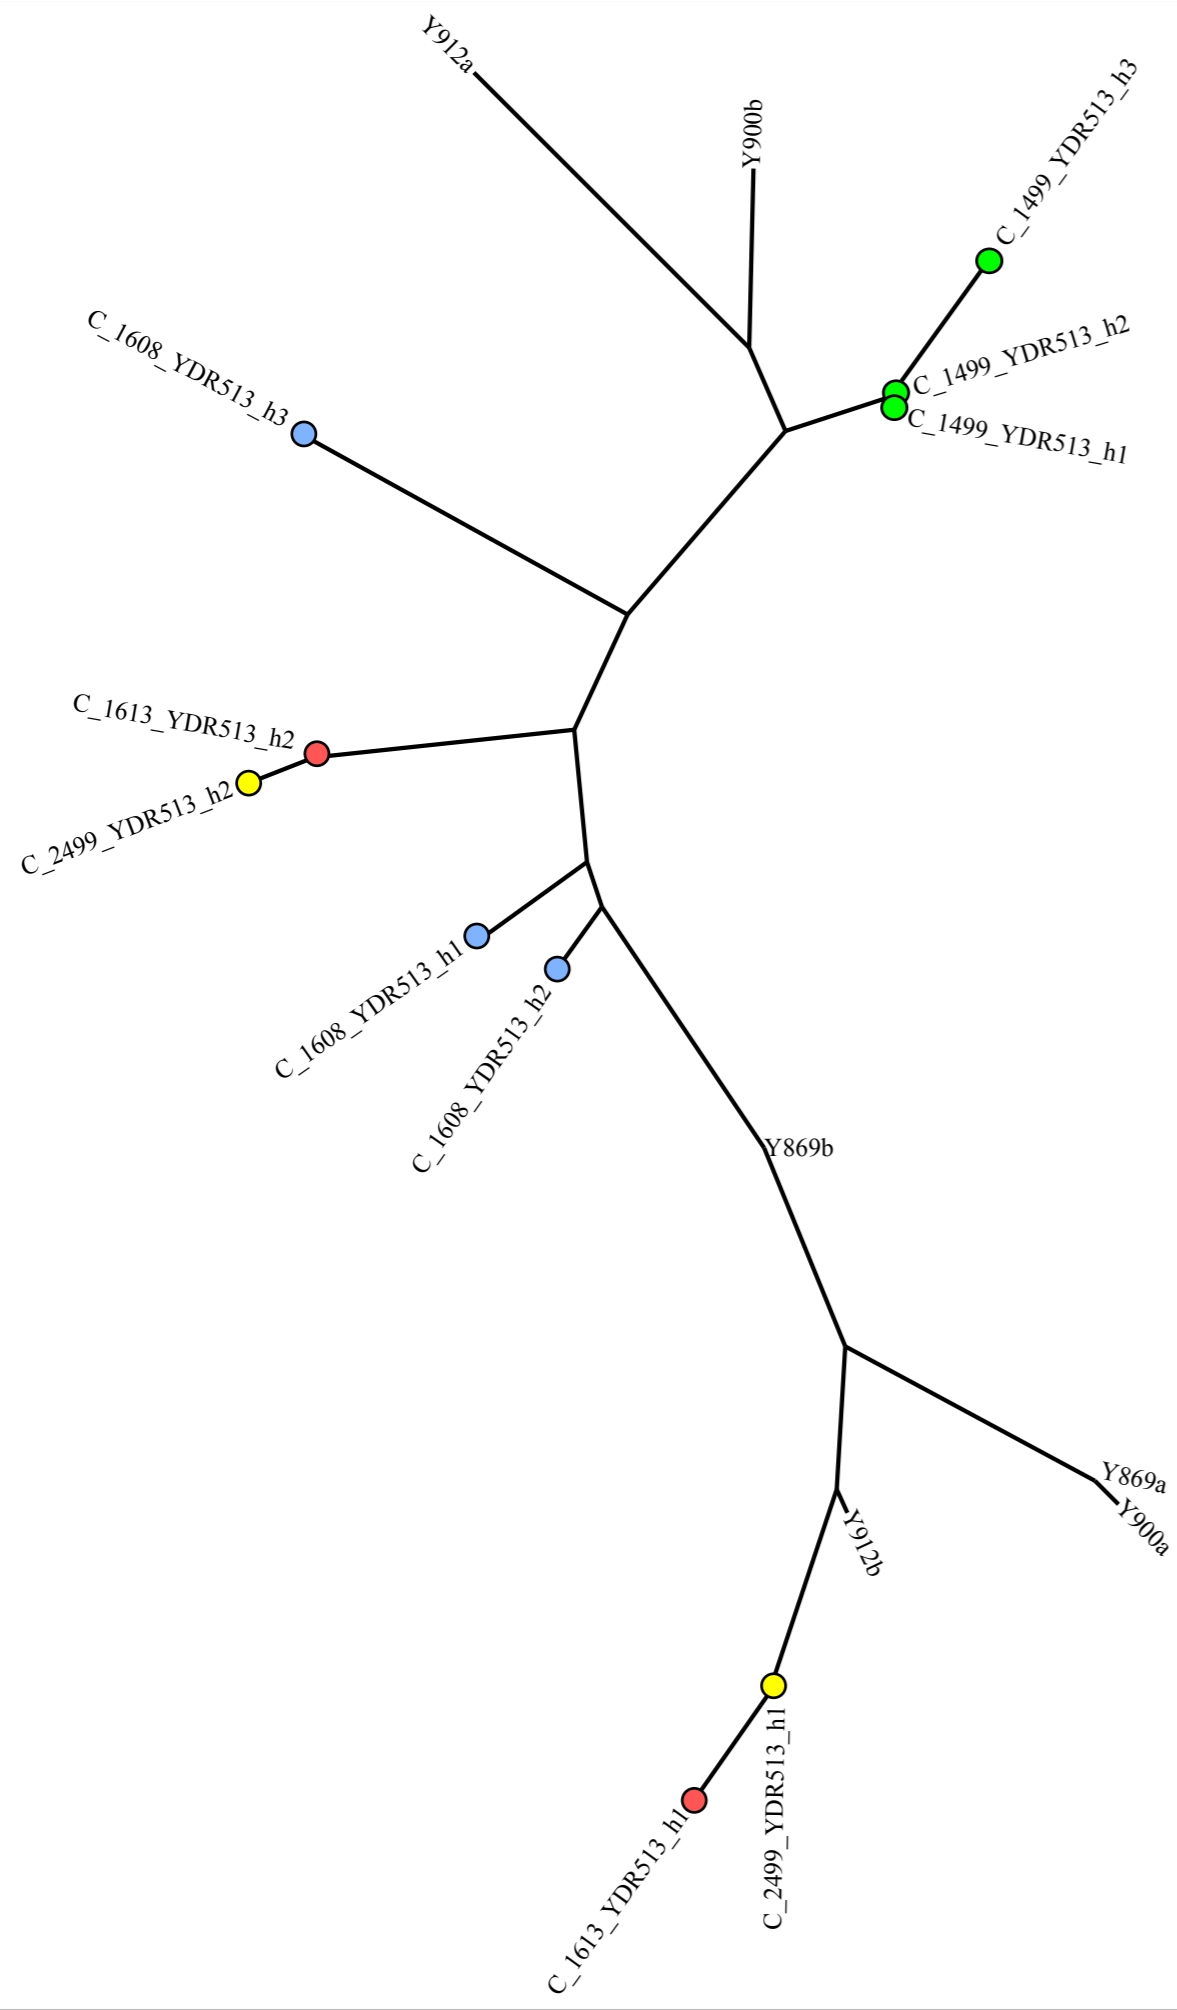 Y912a
Y900b
C_1499_YDR513_h3
C_1608_YDR513_h3
C_1499_YDR513_h2
C_1499_YDR513_h1
C_1613_YDR513_h2
C_2499_YDR513_h2
C_1608_YDR513_h1
C_1608_YDR513_h2
Y869b
Y869a
Y900a
Y912b
C_2499_YDR513_h1
C_1613_YDR513_h1